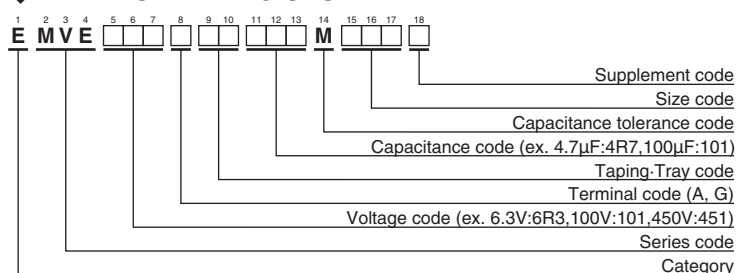 1 2 3 4 5 6 7 8 9 10 11 12 13 14 15 16 17 18
E MVE □□□ □ □□ □□□ M □□□ □
Supplement code
Size code
Capacitance tolerance code
Capacitance code (ex. 4.7µF:4R7,100µF:101)
Taping·Tray code
Terminal code (A, G)
Voltage code (ex. 6.3V:6R3,100V:101,450V:451)
Series code
Category